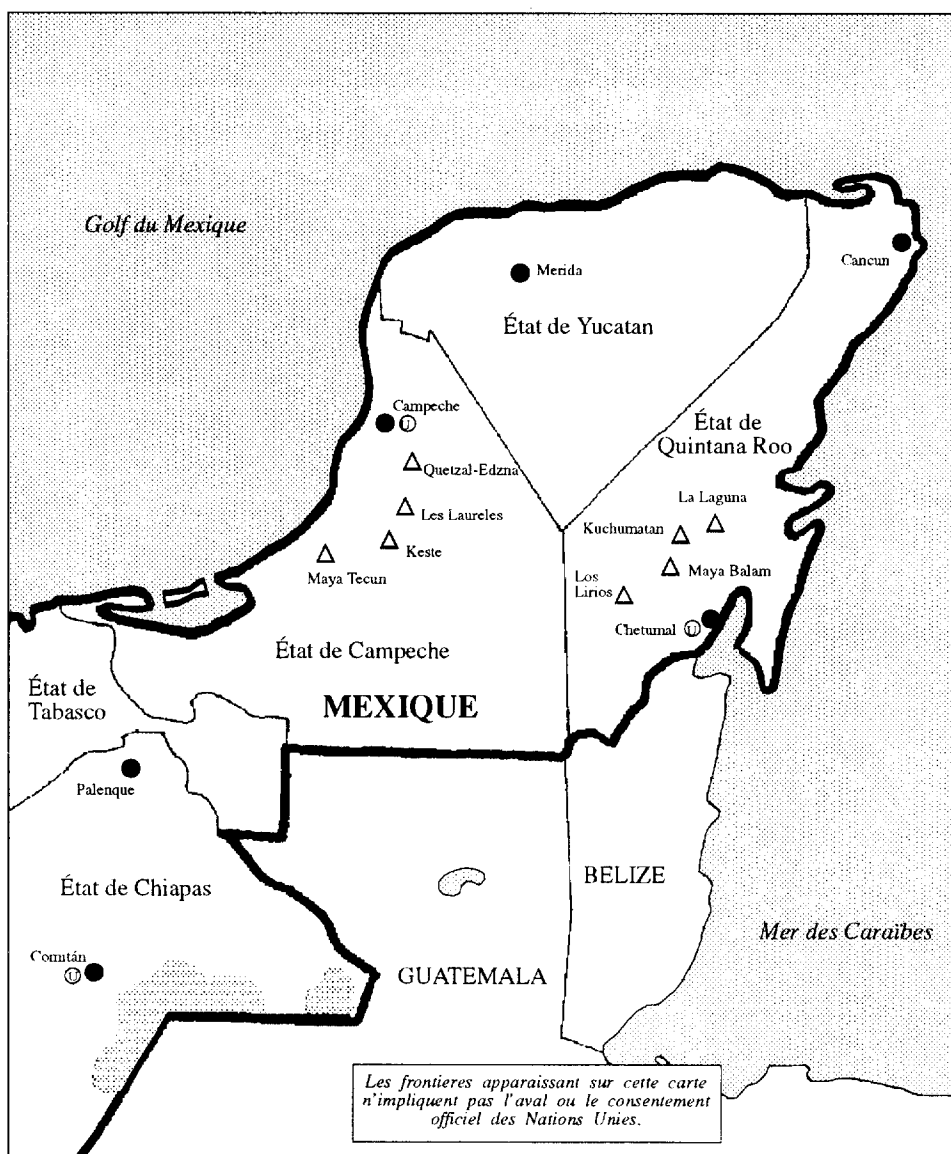 Golf du Mexique
Merida
Cancun
État de Yucatan
Campeche
U
État de
Quintana Roo
Quetzal-Edzna
La Laguna
Les Laureles
Kuchumatan
Keste
Maya Tecun
Maya Balam
Los
Lirios
Chetumal
U
État de Campeche
État de
Tabasco
MEXIQUE
Palenque
BELIZE
État de Chiapas
Mer des Caraïbes
Comitán
U
GUATEMALA
Les frontieres apparaissant sur cette carte
n'impliquent pas l'aval ou le consentement
officiel des Nations Unies.